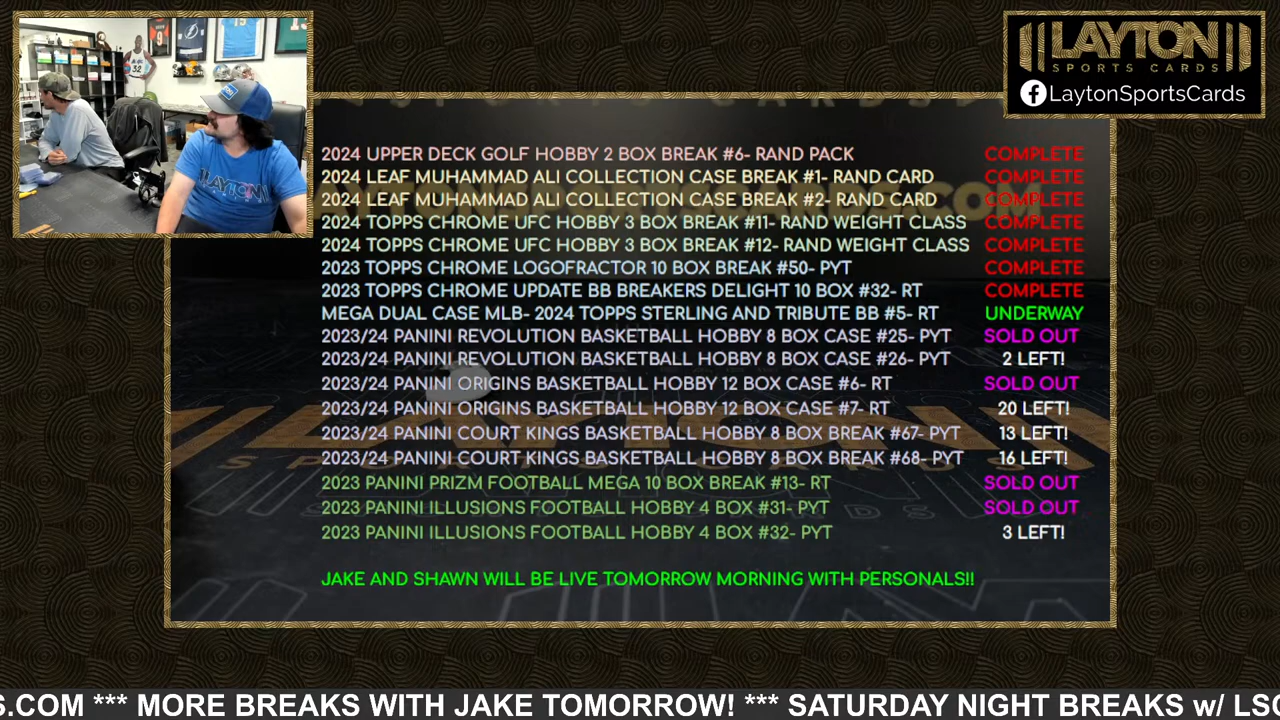 LAYTON
SPORTS CARDS
LaytonSportsCards
2024 UPPER DECK GOLF HOBBY 2 BOX BREAK #6- RAND PACK COMPLETE
2024 LEAF MUHAMMAD ALI COLLECTION CASE BREAK #1- RAND CARD COMPLETE
2024 LEAF MUHAMMAD ALI COLLECTION CASE BREAK #2- RAND CARD COMPLETE
2024 TOPPS CHROME UFC HOBBY 3 BOX BREAK #11- RAND WEIGHT CLASS COMPLETE
2024 TOPPS CHROME UFC HOBBY 3 BOX BREAK #12- RAND WEIGHT CLASS COMPLETE
2023 TOPPS CHROME LOGOFRACTOR 10 BOX BREAK #50- PYT COMPLETE
2023 TOPPS CHROME UPDATE BB BREAKERS DELIGHT 10 BOX #32- RT COMPLETE
MEGA DUAL CASE MLB- 2024 TOPPS STERLING AND TRIBUTE BB #5- RT UNDERWAY
2023/24 PANINI REVOLUTION BASKETBALL HOBBY 8 BOX CASE #25- PYT SOLD OUT
2023/24 PANINI REVOLUTION BASKETBALL HOBBY 8 BOX CASE #26- PYT 2 LEFT!
2023/24 PANINI ORIGINS BASKETBALL HOBBY 12 BOX CASE #6- RT SOLD OUT
2023/24 PANINI ORIGINS BASKETBALL HOBBY 12 BOX CASE #7- RT 20 LEFT!
2023/24 PANINI COURT KINGS BASKETBALL HOBBY 8 BOX BREAK #67- PYT 13 LEFT!
2023/24 PANINI COURT KINGS BASKETBALL HOBBY 8 BOX BREAK #68- PYT 16 LEFT!
2023 PANINI PRIZM FOOTBALL MEGA 10 BOX BREAK #13- RT SOLD OUT
2023 PANINI ILLUSIONS FOOTBALL HOBBY 4 BOX #31- PYT SOLD OUT
2023 PANINI ILLUSIONS FOOTBALL HOBBY 4 BOX #32- PYT 3 LEFT!
JAKE AND SHAWN WILL BE LIVE TOMORROW MORNING WITH PERSONALS!!
S.COM *** MORE BREAKS WITH JAKE TOMORROW! *** SATURDAY NIGHT BREAKS w/ LSC